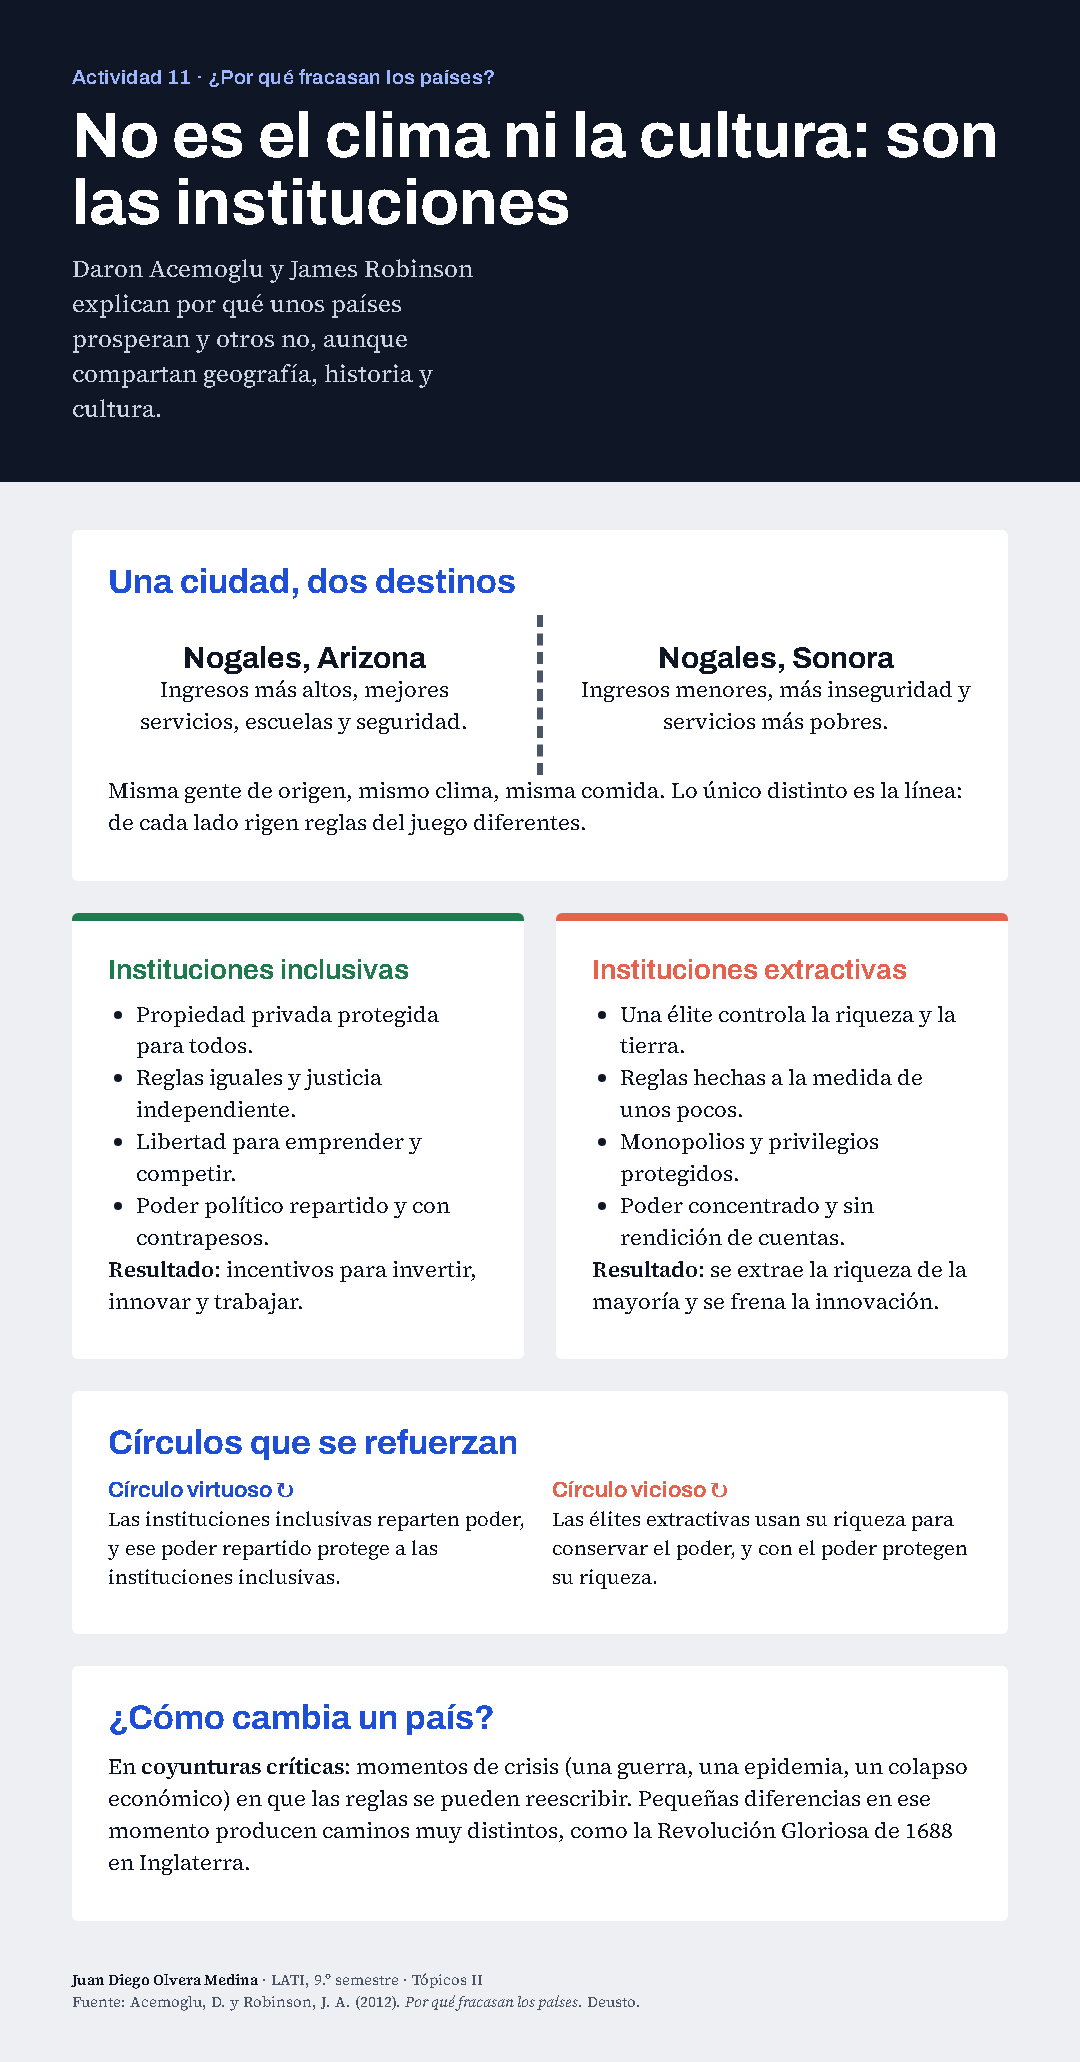 Actividad 11 · ¿Por qué fracasan los países?
No es el clima ni la cultura: son
las instituciones
Daron Acemoglu y James Robinson
explican por qué unos países
prosperan y otros no, aunque
compartan geografía, historia y
cultura.
Una ciudad, dos destinos
Nogales, Arizona
Ingresos más altos, mejores
servicios, escuelas y seguridad.
Nogales, Sonora
Ingresos menores, más inseguridad y
servicios más pobres.
Misma gente de origen, mismo clima, misma comida. Lo único distinto es la línea:
de cada lado rigen reglas del juego diferentes.
Instituciones inclusivas
• Propiedad privada protegida
para todos.
• Reglas iguales y justicia
independiente.
• Libertad para emprender y
competir.
• Poder político repartido y con
contrapesos.
Resultado: incentivos para invertir,
innovar y trabajar.
Instituciones extractivas
• Una élite controla la riqueza y la
tierra.
• Reglas hechas a la medida de
unos pocos.
• Monopolios y privilegios
protegidos.
• Poder concentrado y sin
rendición de cuentas.
Resultado: se extrae la riqueza de la
mayoría y se frena la innovación.
Círculos que se refuerzan
Círculo virtuoso ↻
Las instituciones inclusivas reparten poder,
y ese poder repartido protege a las
instituciones inclusivas.
Círculo vicioso ↻
Las élites extractivas usan su riqueza para
conservar el poder, y con el poder protegen
su riqueza.
¿Cómo cambia un país?
En coyunturas críticas: momentos de crisis (una guerra, una epidemia, un colapso
económico) en que las reglas se pueden reescribir. Pequeñas diferencias en ese
momento producen caminos muy distintos, como la Revolución Gloriosa de 1688
en Inglaterra.
Juan Diego Olvera Medina · LATI, 9.º semestre · Tópicos II
Fuente: Acemoglu, D. y Robinson, J. A. (2012). Por qué fracasan los países. Deusto.